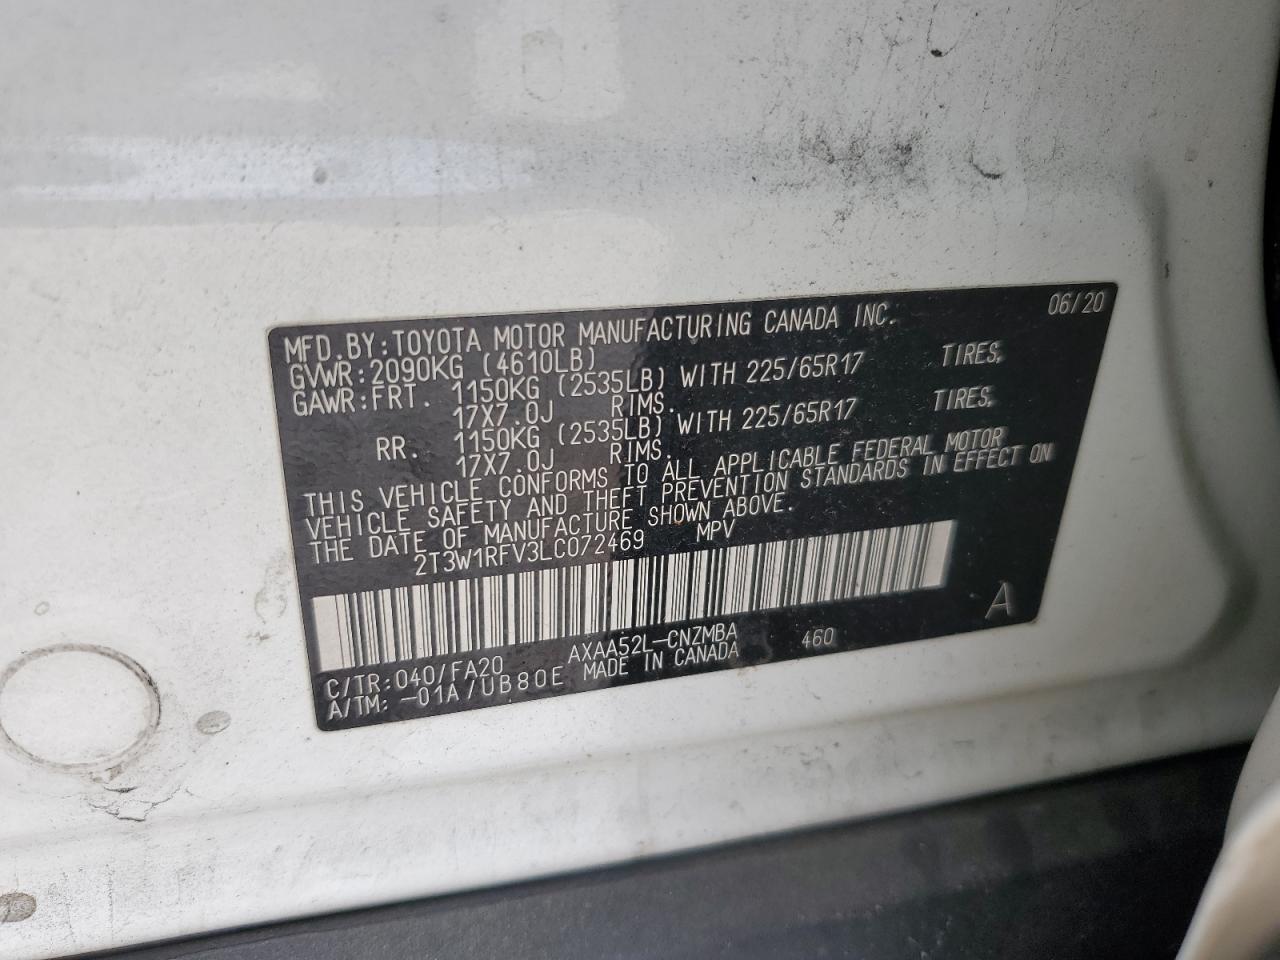 06/20
MFD.BY:TOYOTA MOTOR MANUFACTURING CANADA INC.
GVWR:2090KG (4610LB)
GAWR:FRT. 1150KG (2535LB) WITH 225/65R17 TIRES,
17X7.0J RIMS.
RR. 1150KG (2535LB) WITH 225/65R17 TIRES,
17X7.0J RIMS.
THIS VEHICLE CONFORMS TO ALL APPLICABLE FEDERAL MOTOR
VEHICLE SAFETY AND THEFT PREVENTION STANDARDS IN EFFECT ON
THE DATE OF MANUFACTURE SHOWN ABOVE.
2T3W1RFV3LC072469 MPV
A
C/TR:040/FA20 AXAA52L-CNZMBA 460
A/TM:-01A/UB80E MADE IN CANADA